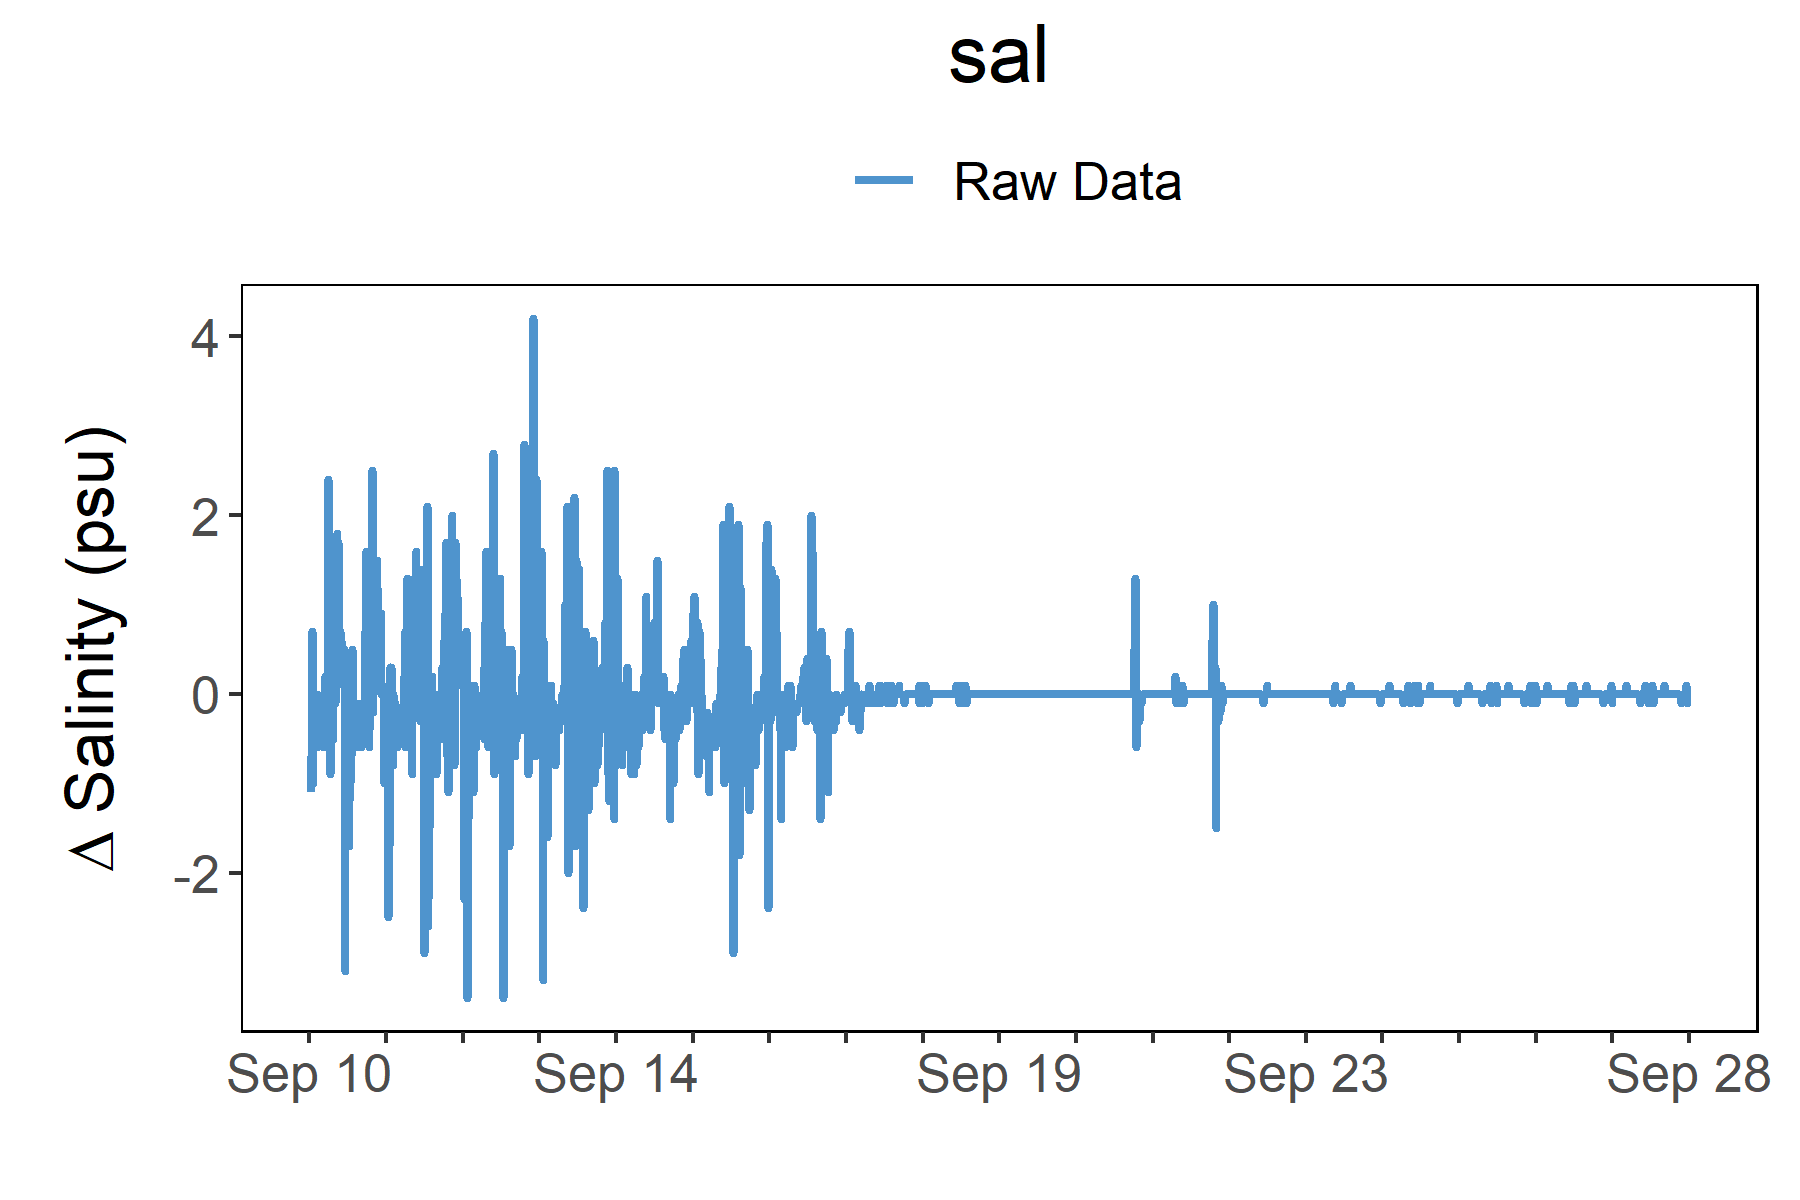 sal
Raw Data
Δ Salinity (psu)
4
2
0
-2
Sep 10 Sep 14 Sep 19 Sep 23 Sep 28